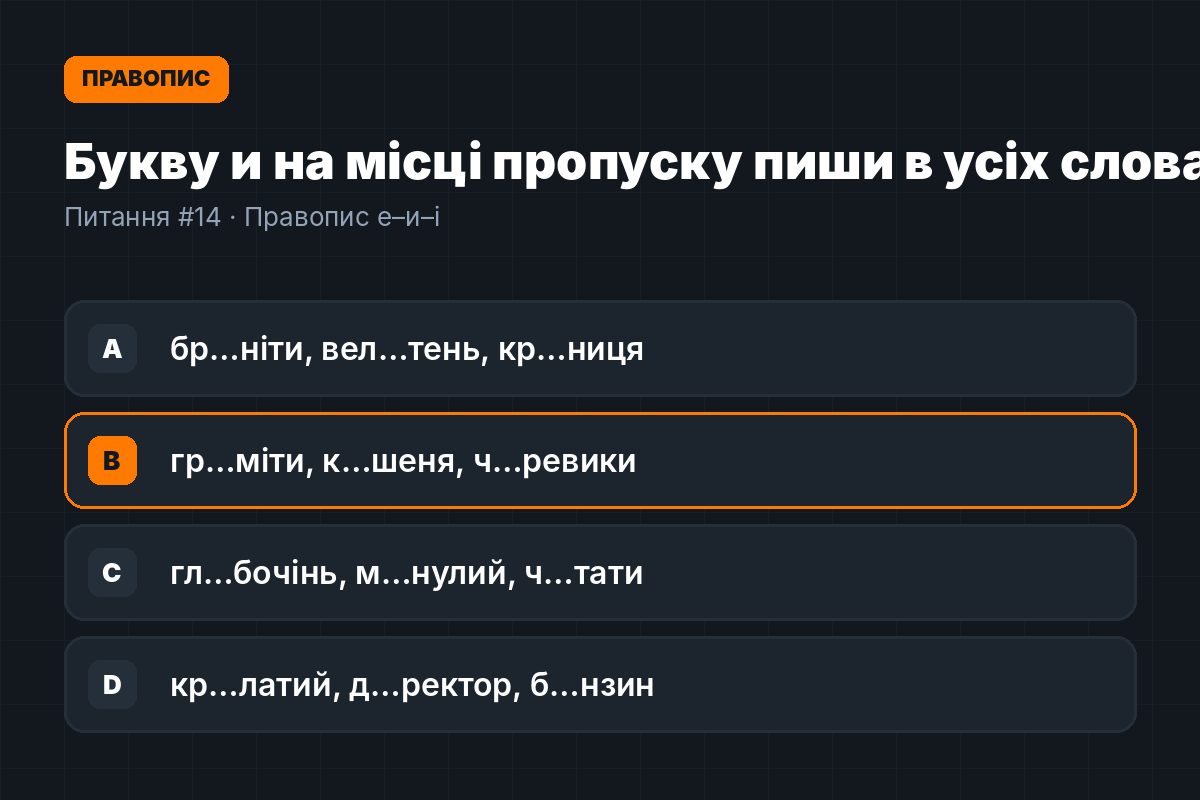 ПРАВОПИС
Букву и на місці пропуску пиши в усіх слова
Питання #14 · Правопис е–и–і
A
бр...ніти, вел...тень, кр...ниця
B
гр...міти, к...шеня, ч...ревики
C
гл...бочінь, м...нулий, ч...тати
D
кр...латий, д...ректор, б...нзин